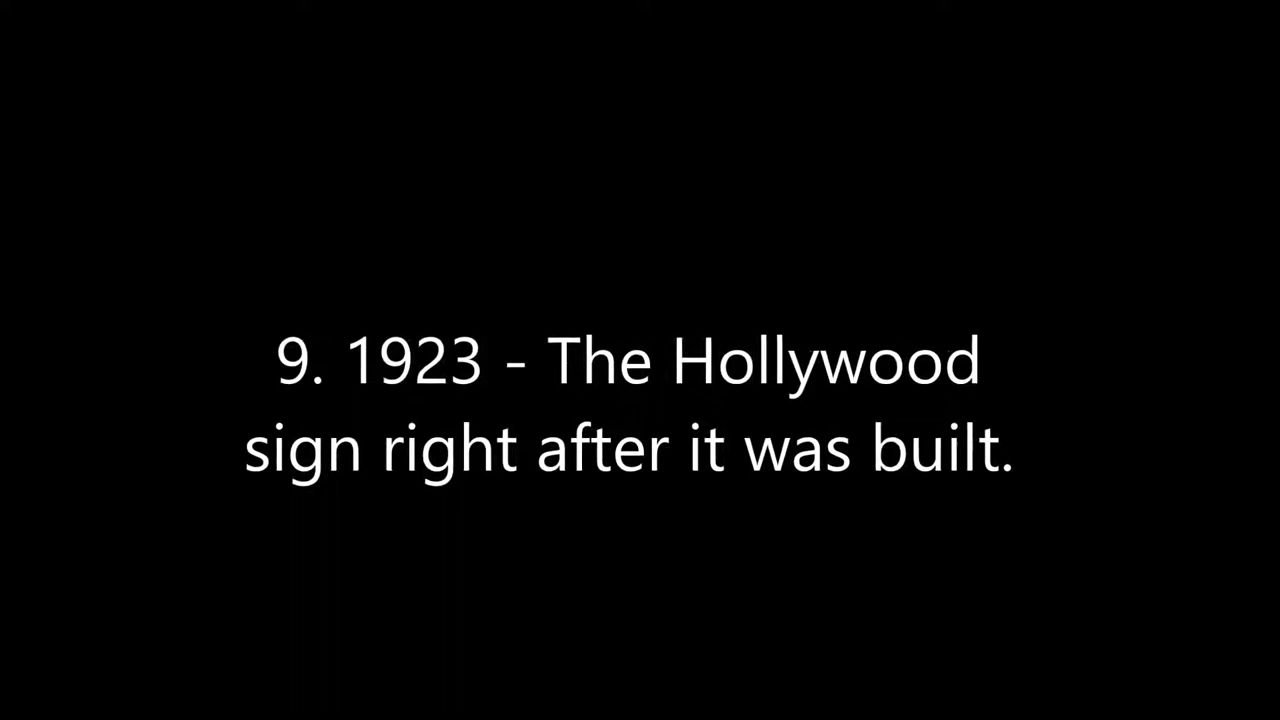 9. 1923 - The Hollywood
sign right after it was built.